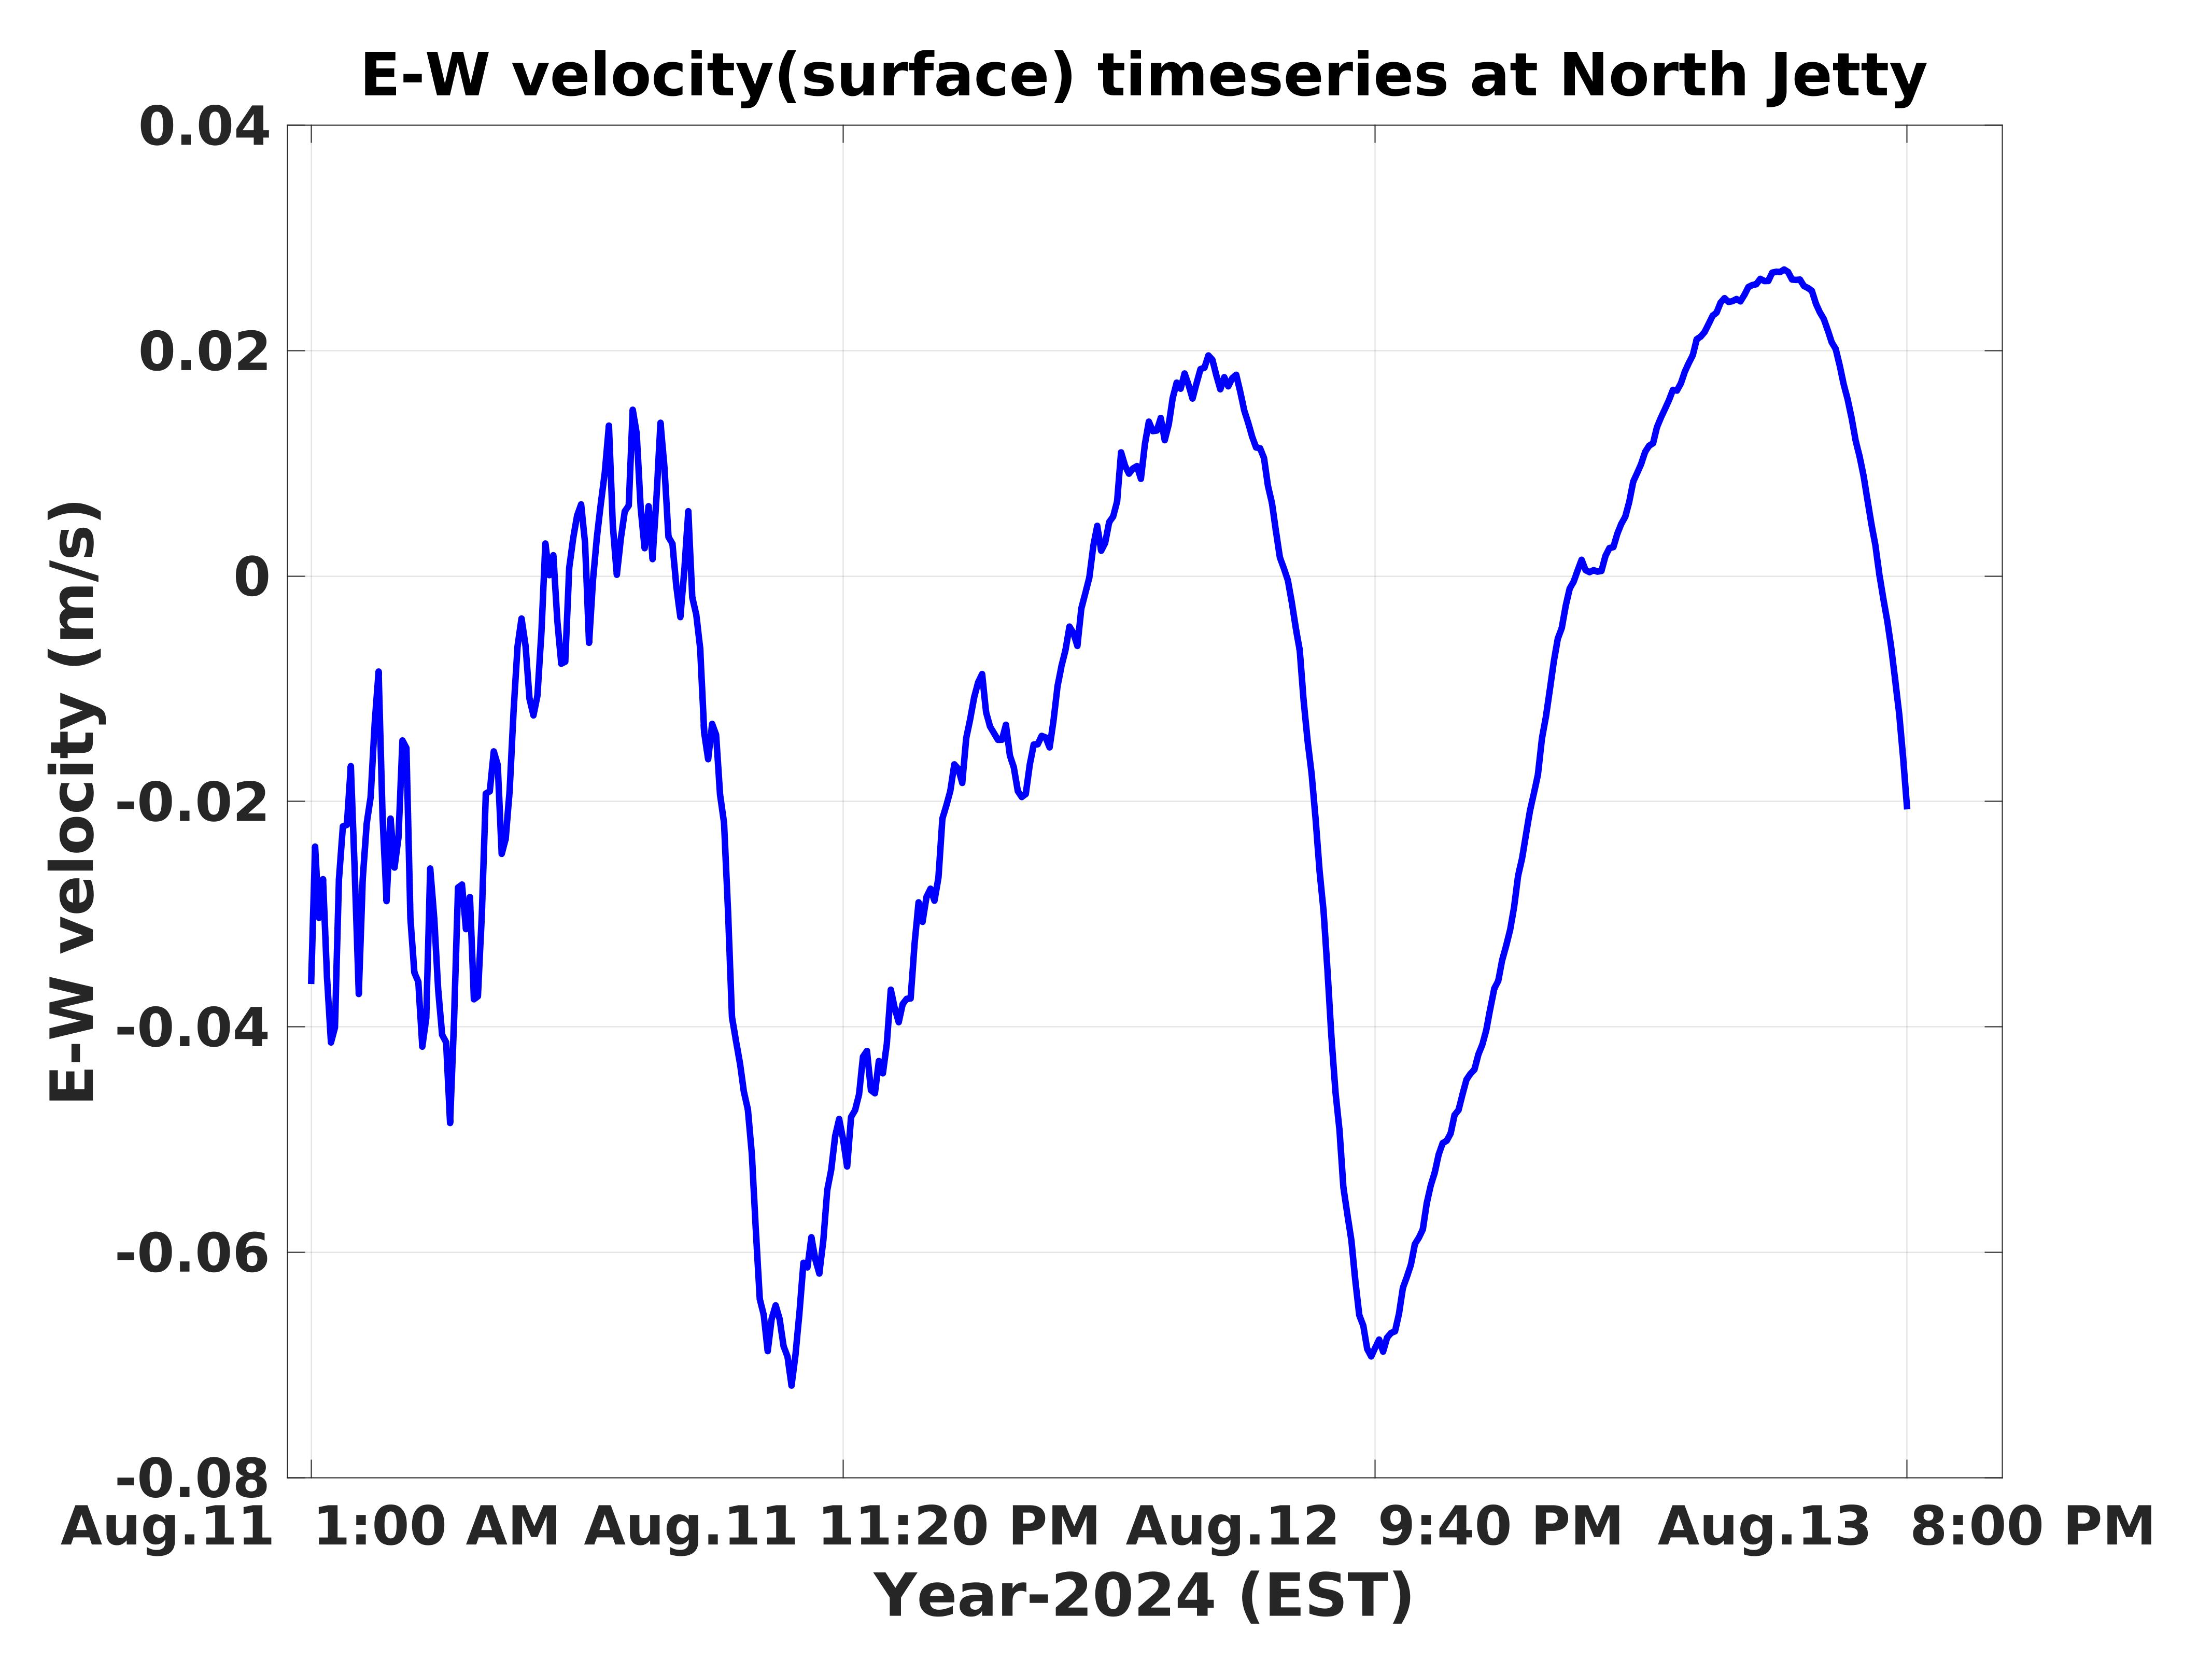 E-W velocity(surface) timeseries at North Jetty
E-W velocity (m/s)
0.04
0.02
0
-0.02
-0.04
-0.06
-0.08
Aug.11 1:00 AM Aug.11 11:20 PM Aug.12 9:40 PM Aug.13 8:00 PM
Year-2024 (EST)